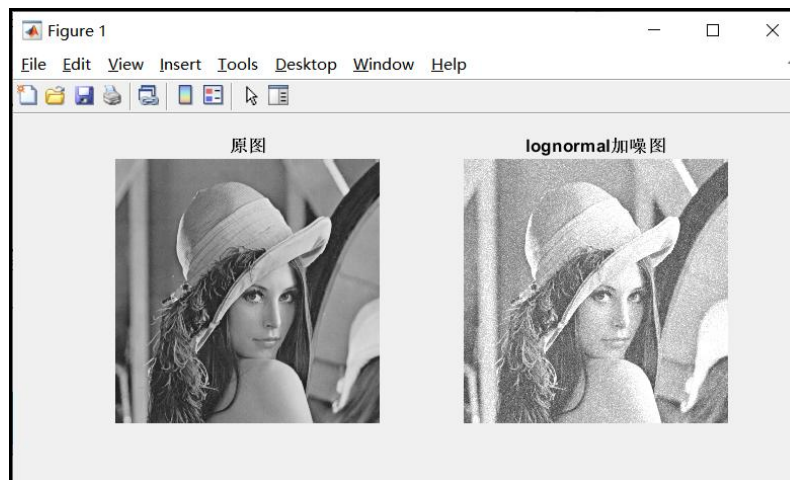 Figure 1
File Edit View Insert Tools Desktop Window Help
原图
lognormal加噪图